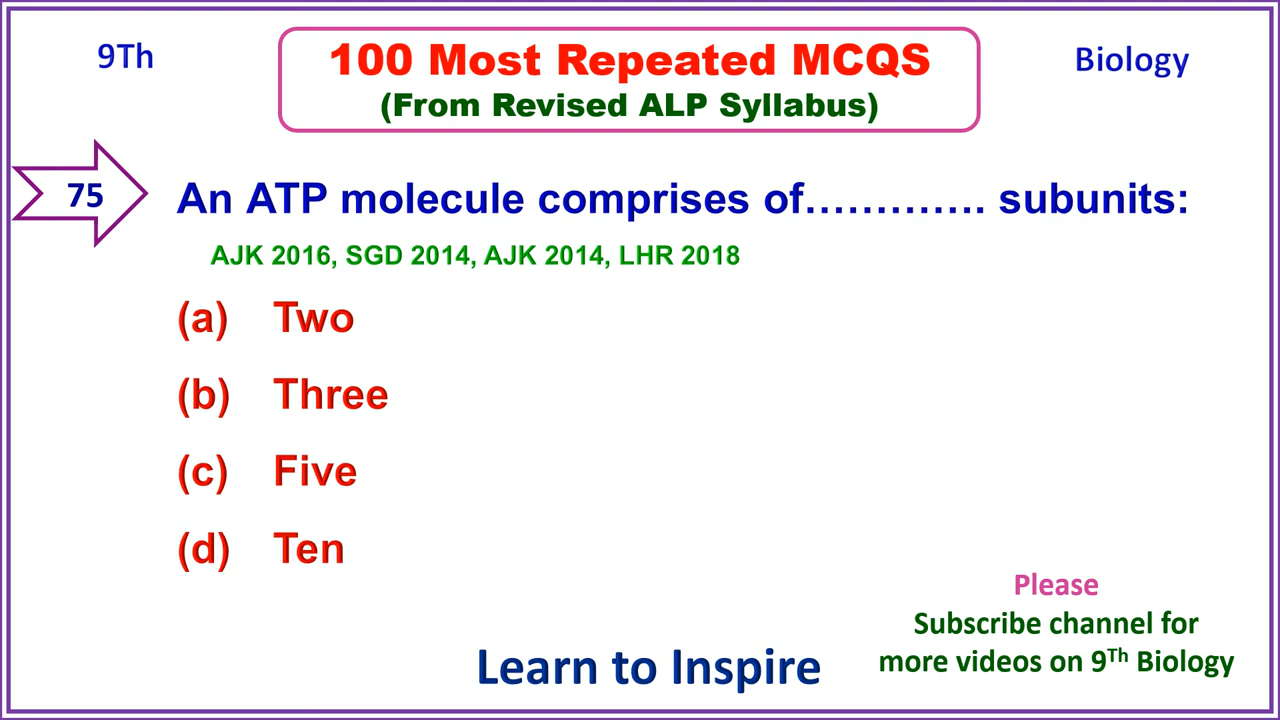 9Th
100 Most Repeated MCQS
Biology
(From Revised ALP Syllabus)
75
An ATP molecule comprises of…………. subunits:
AJK 2016, SGD 2014, AJK 2014, LHR 2018
(a) Two
(b) Three
(c) Five
(d) Ten
Please
Subscribe channel for
more videos on 9Th Biology
Learn to Inspire